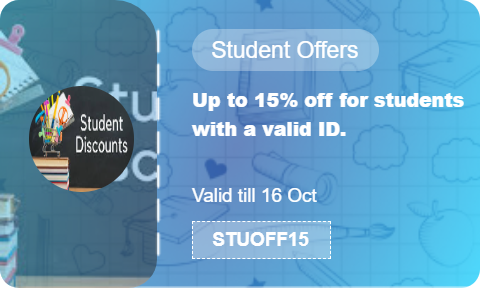 Student Offers
Up to 15% off for students
with a valid ID.
Student
Discounts
Valid till 16 Oct
STUOFF15